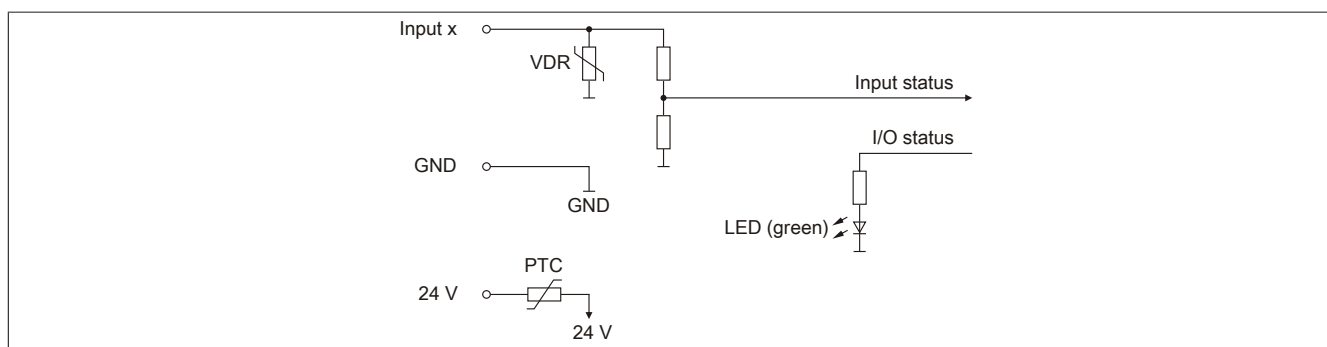 Input x
VDR
Input status
I/O status
GND
GND
LED (green)
PTC
24 V
24 V